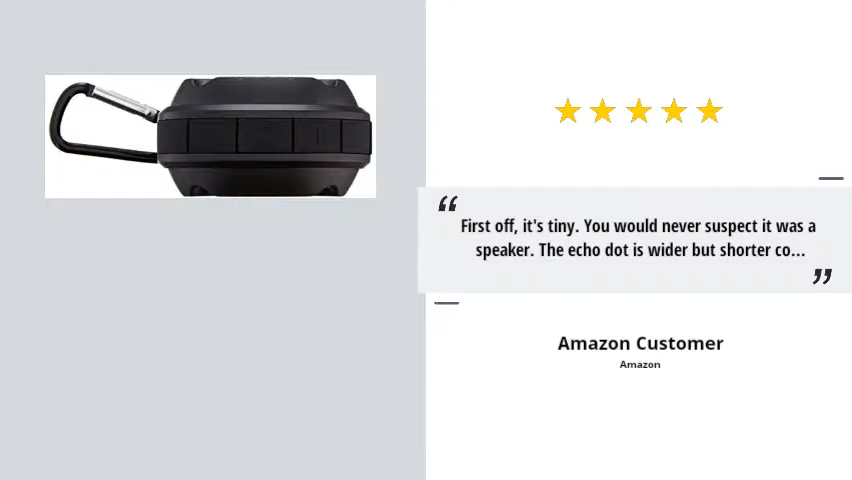 “
First off, it's tiny. You would never suspect it was a
speaker. The echo dot is wider but shorter co...
”
Amazon Customer
Amazon